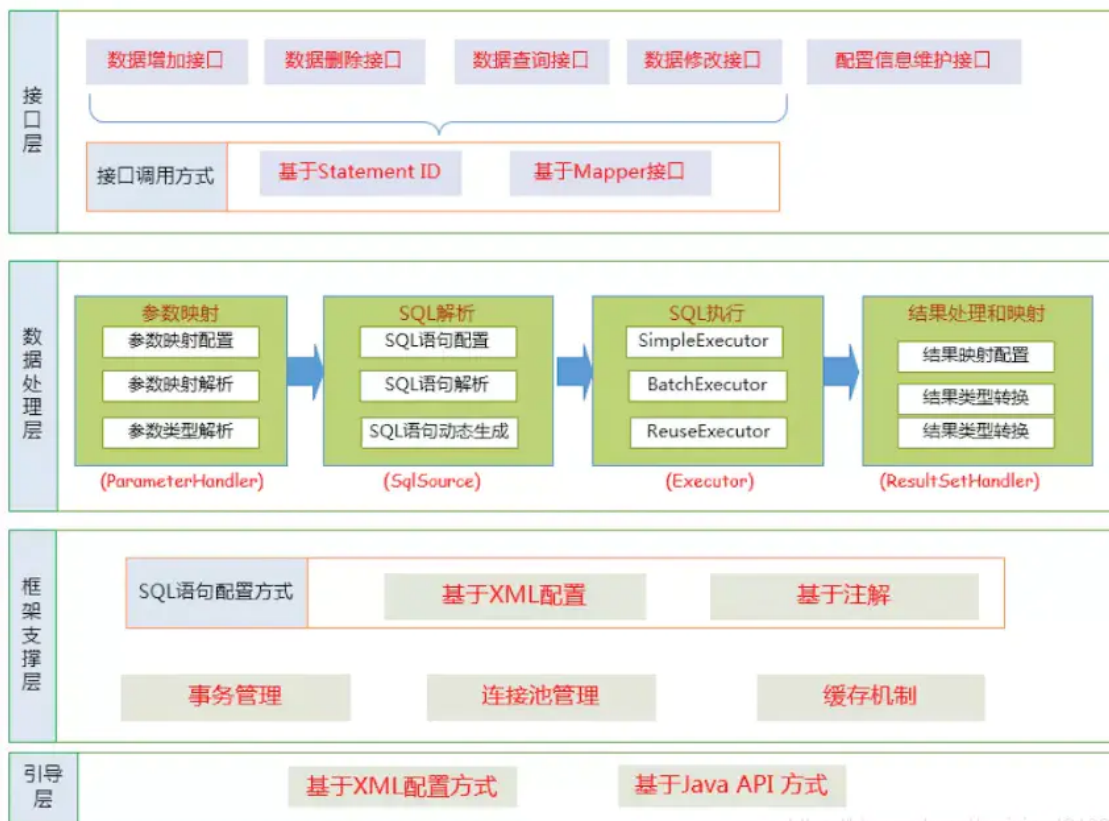 接口层
数据增加接口
数据删除接口
数据查询接口
数据修改接口
配置信息维护接口
接口调用方式
基于Statement ID
基于Mapper接口
数据处理层
参数映射
参数映射配置
参数映射解析
参数类型解析
(ParameterHandler)
SQL解析
SQL语句配置
SQL语句解析
SQL语句动态生成
(SqlSource)
SQL执行
SimpleExecutor
BatchExecutor
ReuseExecutor
(Executor)
结果处理和映射
结果映射配置
结果类型转换
结果类型转换
(ResultSetHandler)
框架支撑层
SQL语句配置方式
基于XML配置
基于注解
事务管理
连接池管理
缓存机制
引导
层
基于XML配置方式
基于Java API 方式